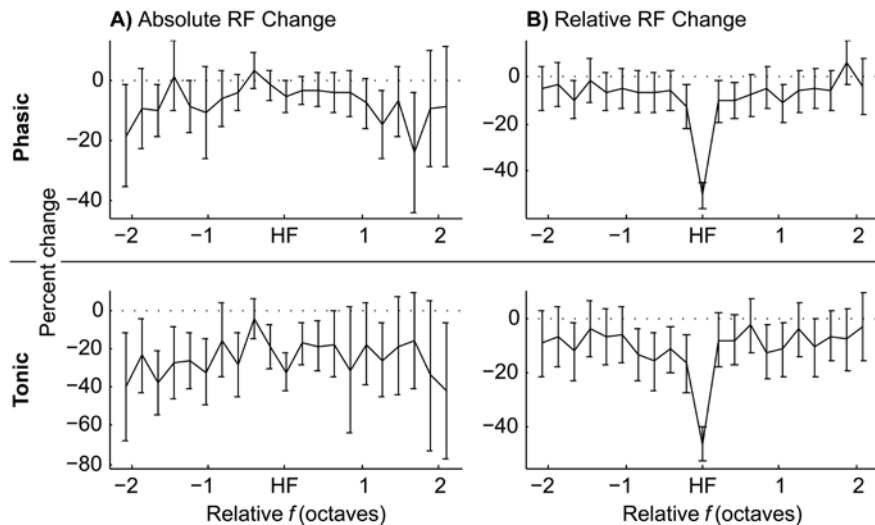 A) Absolute RF Change
B) Relative RF Change
Phasic
Tonic
Percent change
0
−20
−40
−2
−1
HF
1
2
0
−20
−40
−2
−1
HF
1
2
0
−20
−40
−60
−80
−2
−1
HF
1
2
Relative f (octaves)
0
−20
−40
−2
−1
HF
1
2
Relative f (octaves)